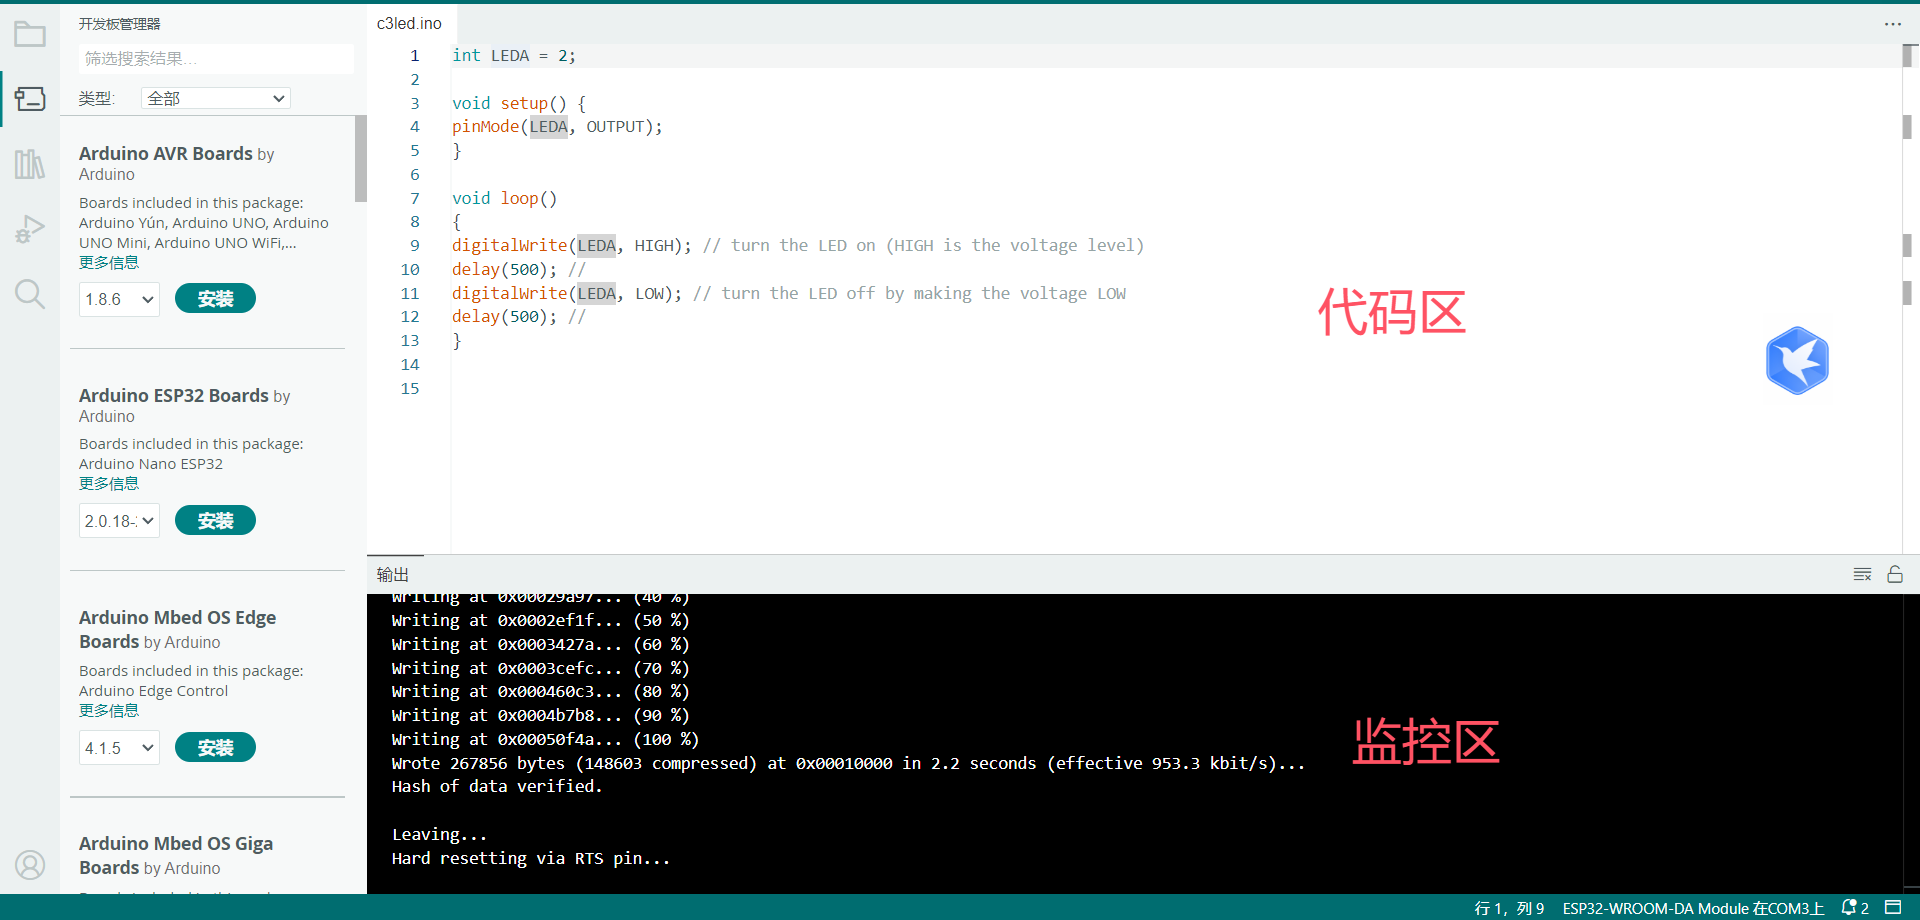 开发板管理器
筛选搜索结果...
类型: 全部
Arduino AVR Boards by
Arduino
Boards included in this package:
Arduino Yún, Arduino UNO, Arduino
UNO Mini, Arduino UNO WiFi,...
更多信息
1.8.6 安装
Arduino ESP32 Boards by
Arduino
Boards included in this package:
Arduino Nano ESP32
更多信息
2.0.18- 安装
Arduino Mbed OS Edge
Boards by Arduino
Boards included in this package:
Arduino Edge Control
更多信息
4.1.5 安装
Arduino Mbed OS Giga
Boards by Arduino
c3led.ino
1 int LEDA = 2;
2
3 void setup() {
4 pinMode(LEDA, OUTPUT);
5 }
6
7 void loop()
8 {
9 digitalWrite(LEDA, HIGH); // turn the LED on (HIGH is the voltage level)
10 delay(500); //
11 digitalWrite(LEDA, LOW); // turn the LED off by making the voltage LOW
12 delay(500); //
13 }
14
15
代码区
输出
Writing at 0x00029a97... (40 %)
Writing at 0x0002ef1f... (50 %)
Writing at 0x0003427a... (60 %)
Writing at 0x0003cefc... (70 %)
Writing at 0x000460c3... (80 %)
Writing at 0x0004b7b8... (90 %)
Writing at 0x00050f4a... (100 %)
Wrote 267856 bytes (148603 compressed) at 0x00010000 in 2.2 seconds (effective 953.3 kbit/s)...
Hash of data verified.
Leaving...
Hard resetting via RTS pin...
监控区
行 1，列 9 ESP32-WROOM-DA Module 在COM3上 2